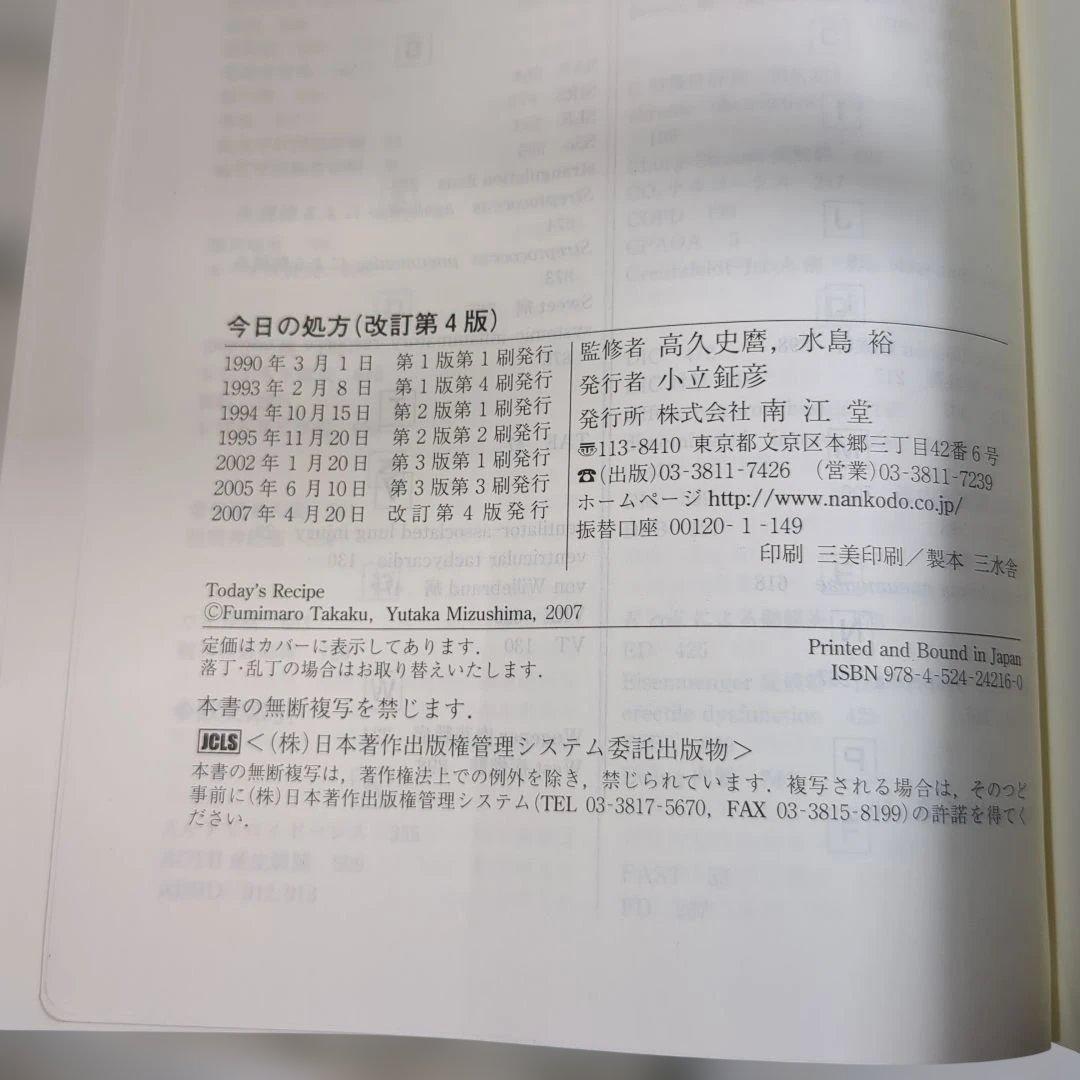 今日の処方(改訂第4版)
1990年3月1日 第1版第1刷発行
1993年2月8日 第1版第4刷発行
1994年10月15日 第2版第1刷発行
1995年11月20日 第2版第2刷発行
2002年1月20日 第3版第1刷発行
2005年6月10日 第3版第3刷発行
2007年4月20日 改訂第4版発行
監修者 高久史麿, 水島 裕
発行者 小立鉦彦
発行所 株式会社 南江堂
〠113-8410 東京都文京区本郷三丁目42番6号
☎(出版)03-3811-7426 (営業)03-3811-7239
ホームページ http://www.nankodo.co.jp/
振替口座 00120-1-149
印刷 三美印刷/製本 三水舎
Today's Recipe
©Fumimaro Takaku, Yutaka Mizushima, 2007
定価はカバーに表示してあります.
落丁・乱丁の場合はお取り替えいたします.
Printed and Bound in Japan
ISBN 978-4-524-24216-0
本書の無断複写を禁じます.
JCLS <(株)日本著作出版権管理システム委託出版物>
本書の無断複写は, 著作権法上での例外を除き, 禁じられています. 複写される場合は, そのつど
事前に(株)日本著作出版権管理システム(TEL 03-3817-5670, FAX 03-3815-8199)の許諾を得てく
ださい.